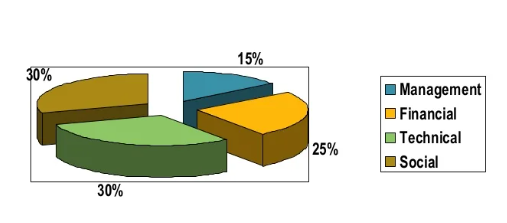 15%
30%
25%
30%
Management
Financial
Technical
Social